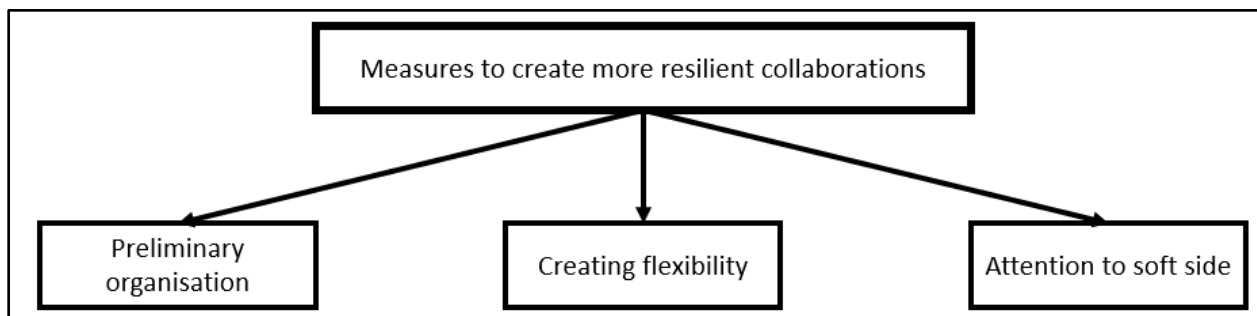 Measures to create more resilient collaborations
Preliminary
organisation
Creating flexibility
Attention to soft side